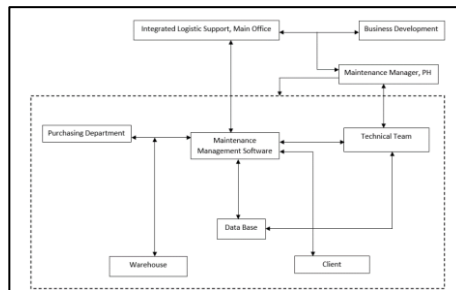 Integrated Logistic Support, Main Office
Business Development
Maintenance Manager, PH
Purchasing Department
Maintenance
Management Software
Technical Team
Data Base
Warehouse
Client